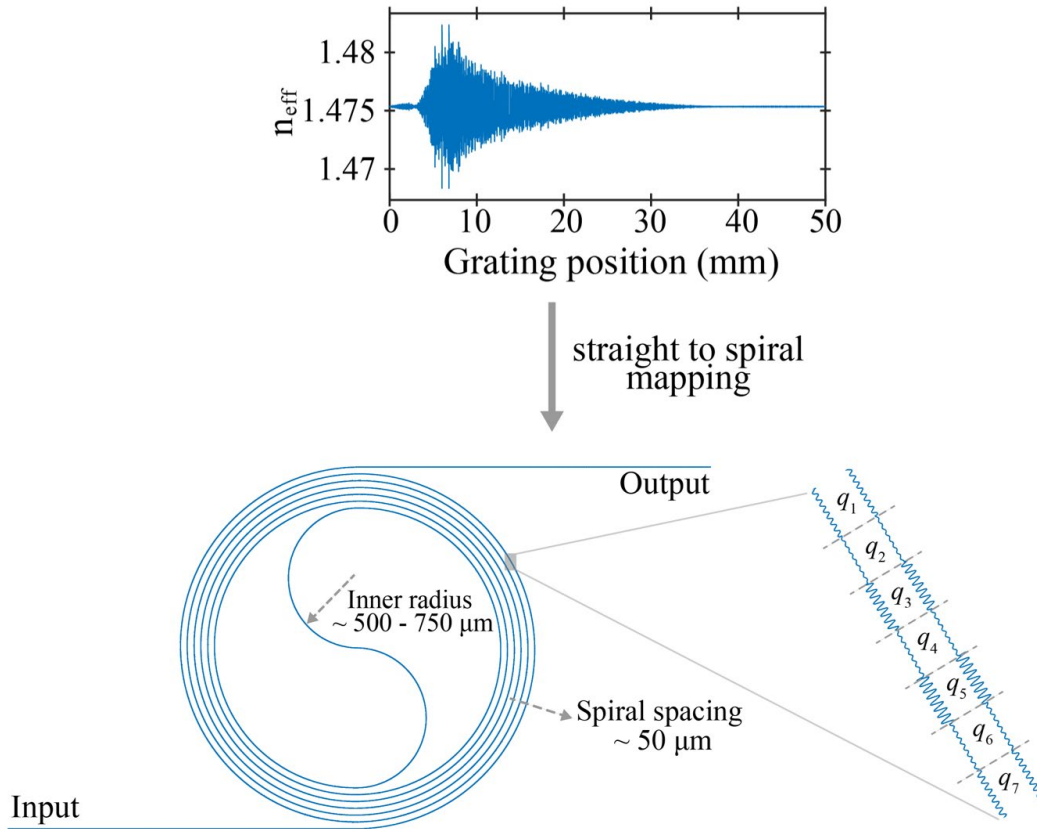 1.48
1.475
1.47
n_eff
0 10 20 30 40 50
Grating position (mm)
straight to spiral
mapping
Output
Inner radius
~ 500 - 750 μm
Spiral spacing
~ 50 μm
Input
q₁
q₂
q₃
q₄
q₅
q₆
q₇